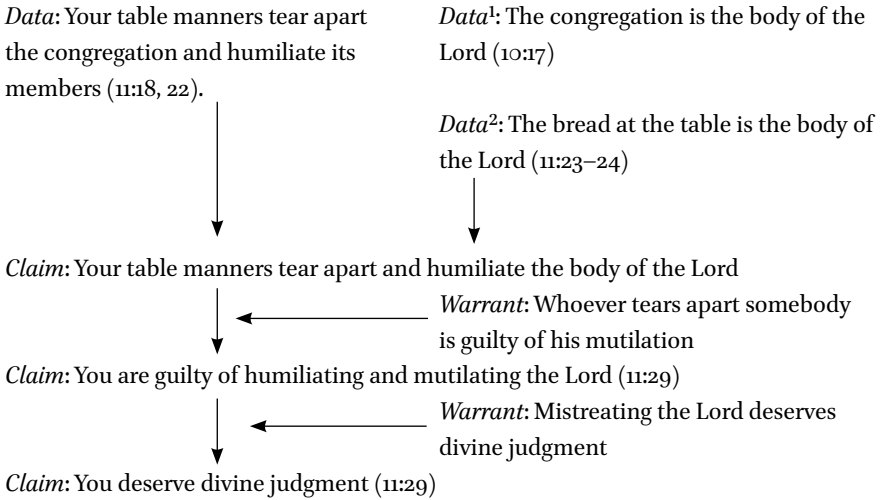 Data: Your table manners tear apart
the congregation and humiliate its
members (11:18, 22).
Data¹: The congregation is the body of the
Lord (10:17)
Data²: The bread at the table is the body of
the Lord (11:23–24)
Claim: Your table manners tear apart and humiliate the body of the Lord
Warrant: Whoever tears apart somebody
is guilty of his mutilation
Claim: You are guilty of humiliating and mutilating the Lord (11:29)
Warrant: Mistreating the Lord deserves
divine judgment
Claim: You deserve divine judgment (11:29)